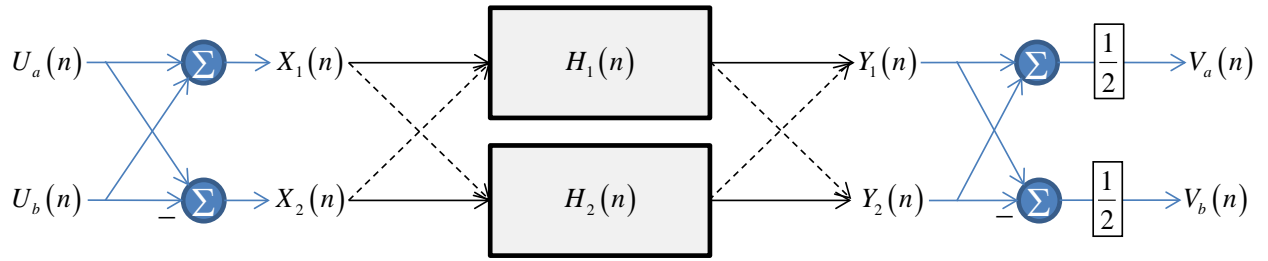 U_a(n) Σ X_1(n) H_1(n) Y_1(n) Σ 1/2 V_a(n)
U_b(n) − Σ X_2(n) H_2(n) Y_2(n) − Σ 1/2 V_b(n)